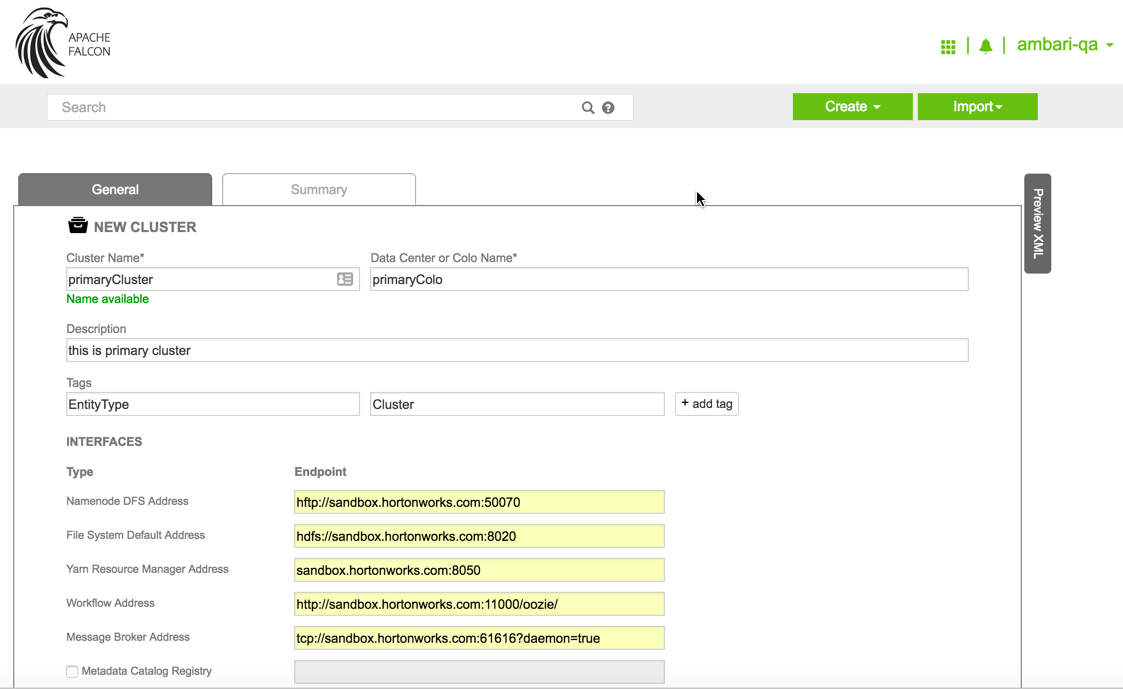 APACHE
FALCON
ambari-qa
Search
Create
Import
General
Summary
Preview XML
NEW CLUSTER
Cluster Name* Data Center or Colo Name*
primaryCluster primaryColo
Name available
Description
this is primary cluster
Tags
EntityType Cluster + add tag
INTERFACES
Type Endpoint
Namenode DFS Address hftp://sandbox.hortonworks.com:50070
File System Default Address hdfs://sandbox.hortonworks.com:8020
Yarn Resource Manager Address sandbox.hortonworks.com:8050
Workflow Address http://sandbox.hortonworks.com:11000/oozie/
Message Broker Address tcp://sandbox.hortonworks.com:61616?daemon=true
Metadata Catalog Registry